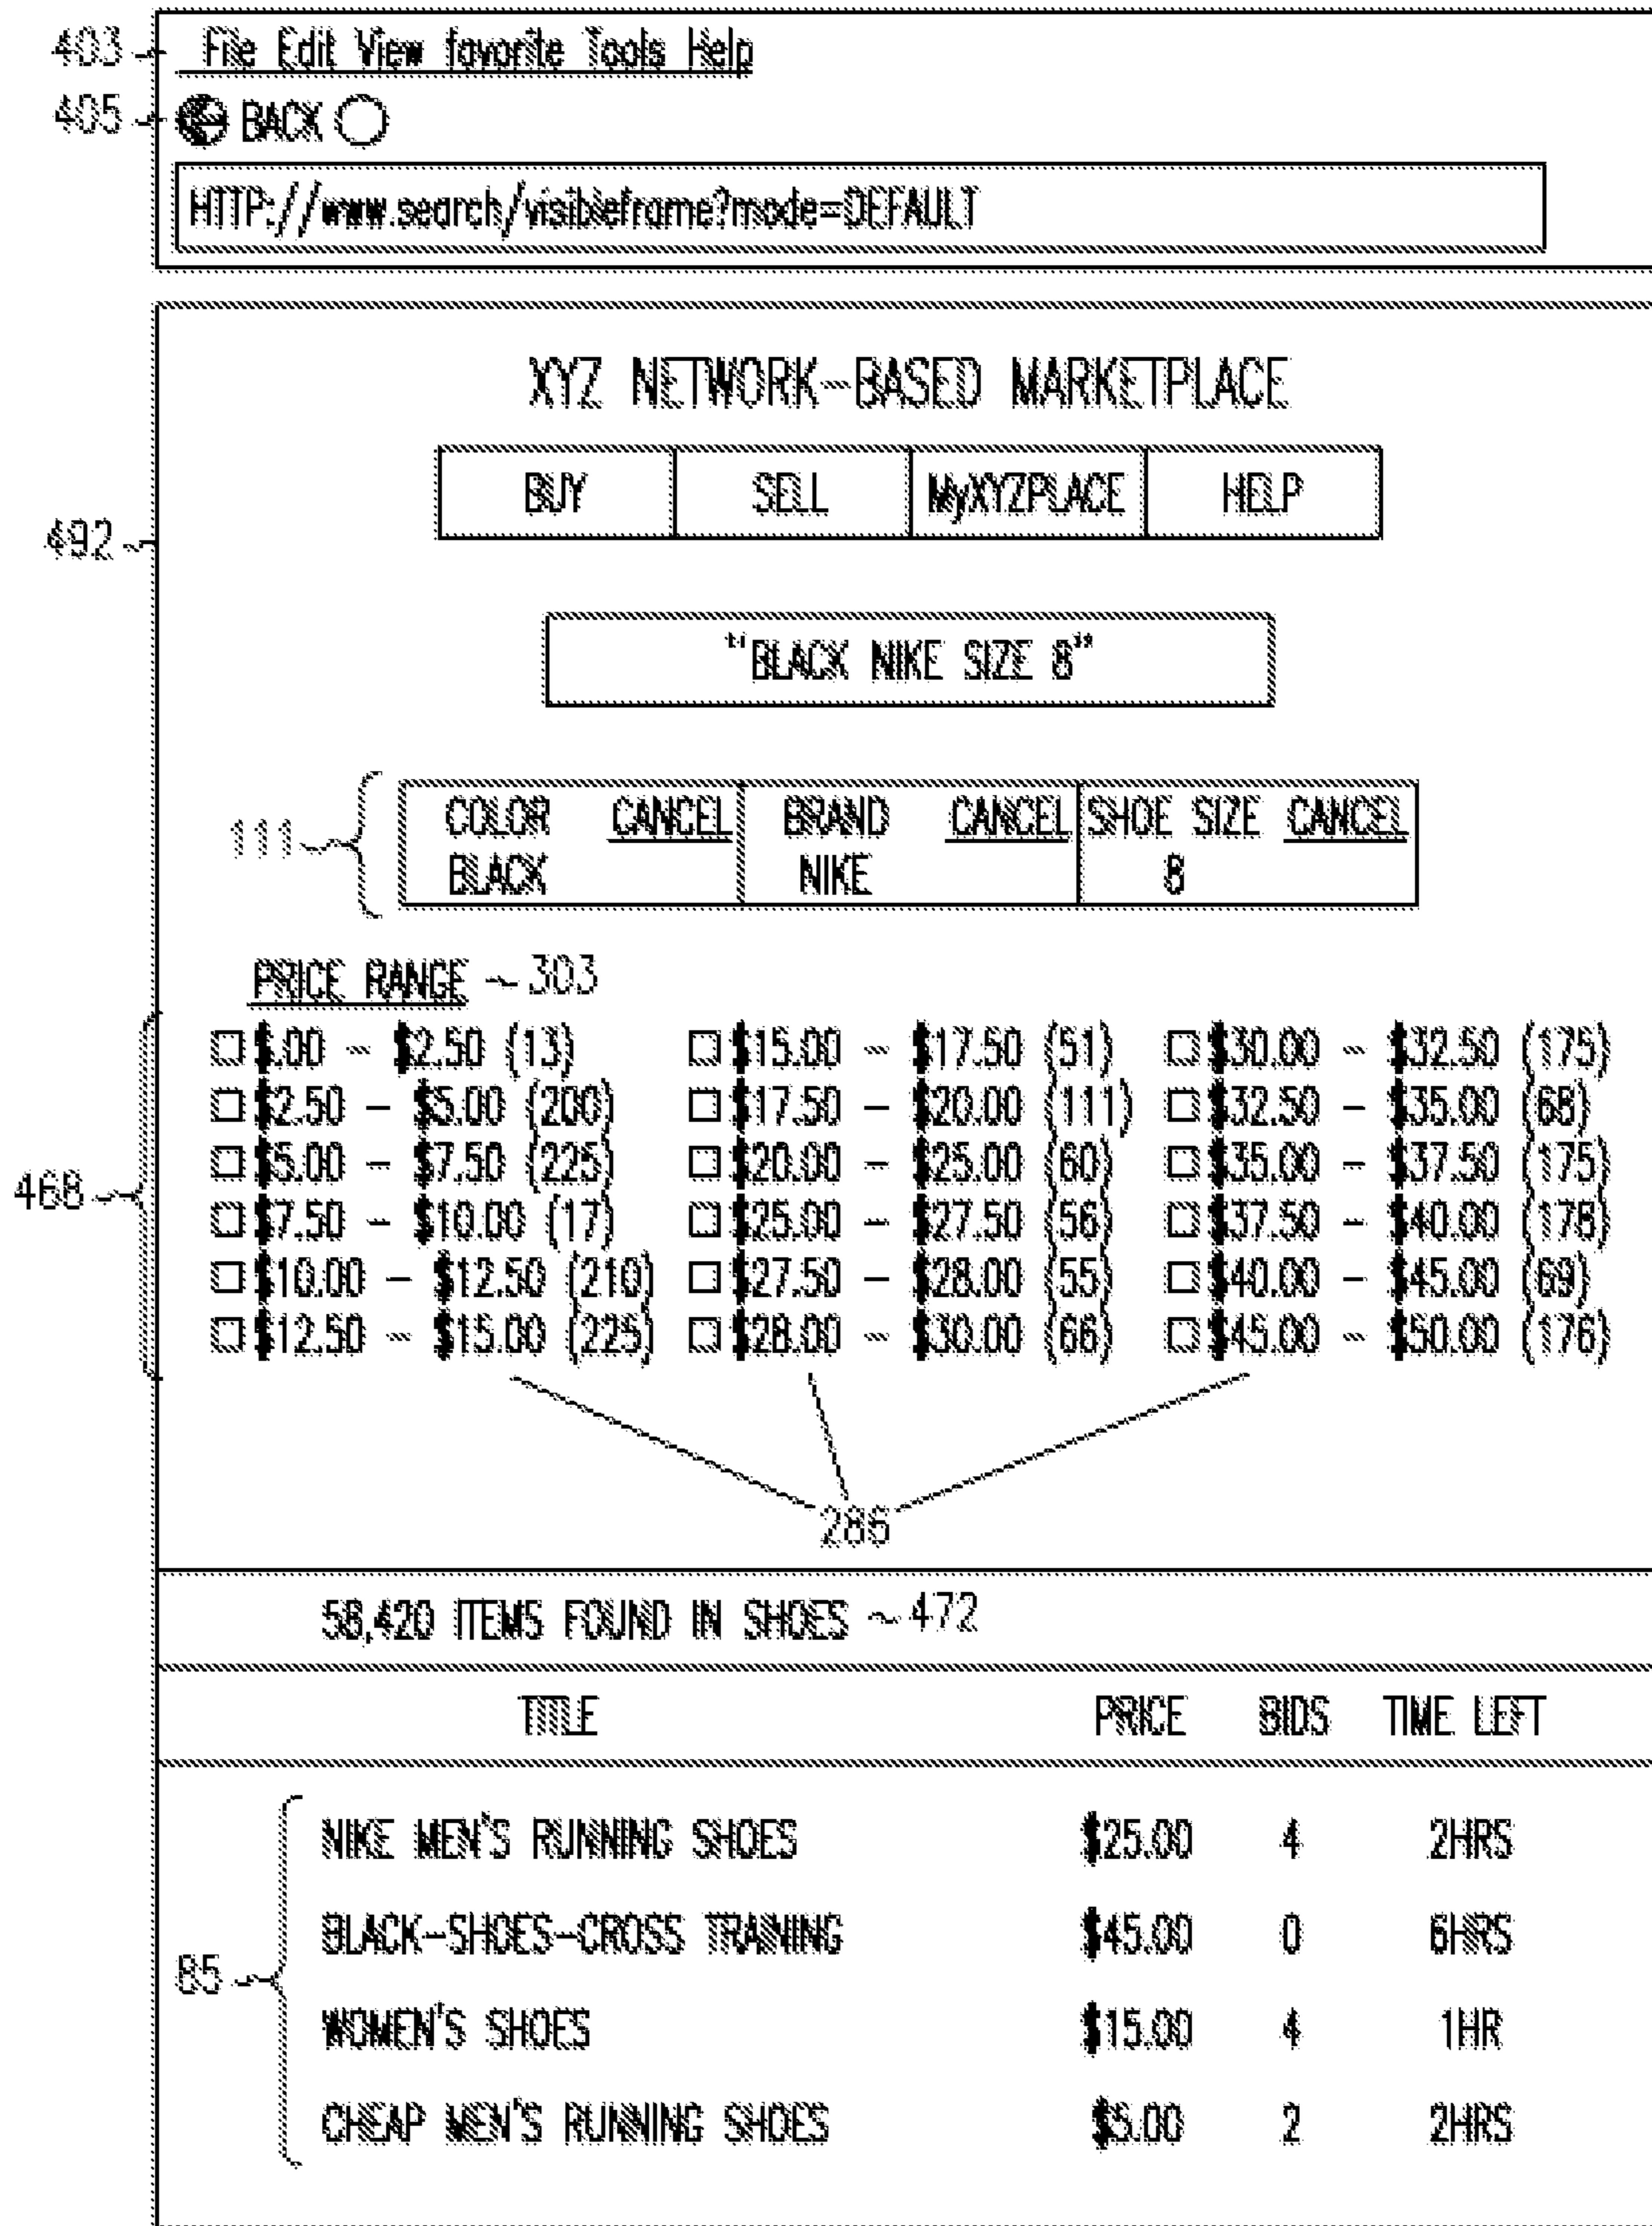 403 File Edit View favorite Tools Help
405 BACK
HTTP://www.search/visibleframe?mode=DEFAULT
XYZ NETWORK-BASED MARKETPLACE
BUY SELL MyXYZPLACE HELP
492
"BLACK NIKE SIZE 8"
COLOR CANCEL BRAND CANCEL SHOE SIZE CANCEL
111
BLACK NIKE 8
PRICE RANGE ~303
$.00 - $2.50 (13) $15.00 - $17.50 (51) $30.00 - $32.50 (175)
$2.50 - $5.00 (200) $17.50 - $20.00 (111) $32.50 - $35.00 (68)
$5.00 - $7.50 (225) $20.00 - $25.00 (60) $35.00 - $37.50 (175)
468
$7.50 - $10.00 (17) $25.00 - $27.50 (56) $37.50 - $40.00 (178)
$10.00 - $12.50 (210) $27.50 - $28.00 (55) $40.00 - $45.00 (69)
$12.50 - $15.00 (225) $28.00 - $30.00 (66) $45.00 - $50.00 (176)
286
58,420 ITEMS FOUND IN SHOES ~472
TITLE PRICE BIDS TIME LEFT
NIKE MEN'S RUNNING SHOES $25.00 4 2HRS
BLACK-SHOES-CROSS TRAINING $45.00 0 6HRS
85
WOMEN'S SHOES $15.00 4 1HR
CHEAP MEN'S RUNNING SHOES $5.00 2 2HRS